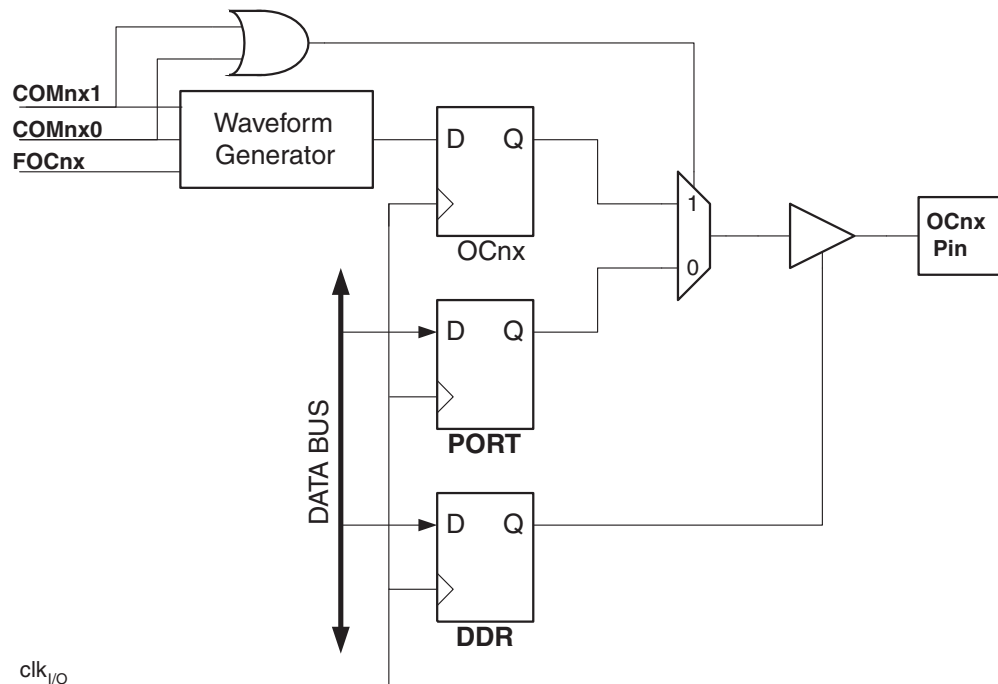 COMnx1
COMnx0
FOCnx
Waveform
Generator
D Q
OCnx
1
0
OCnx
Pin
D Q
PORT
DATA BUS
D Q
DDR
clkI/O